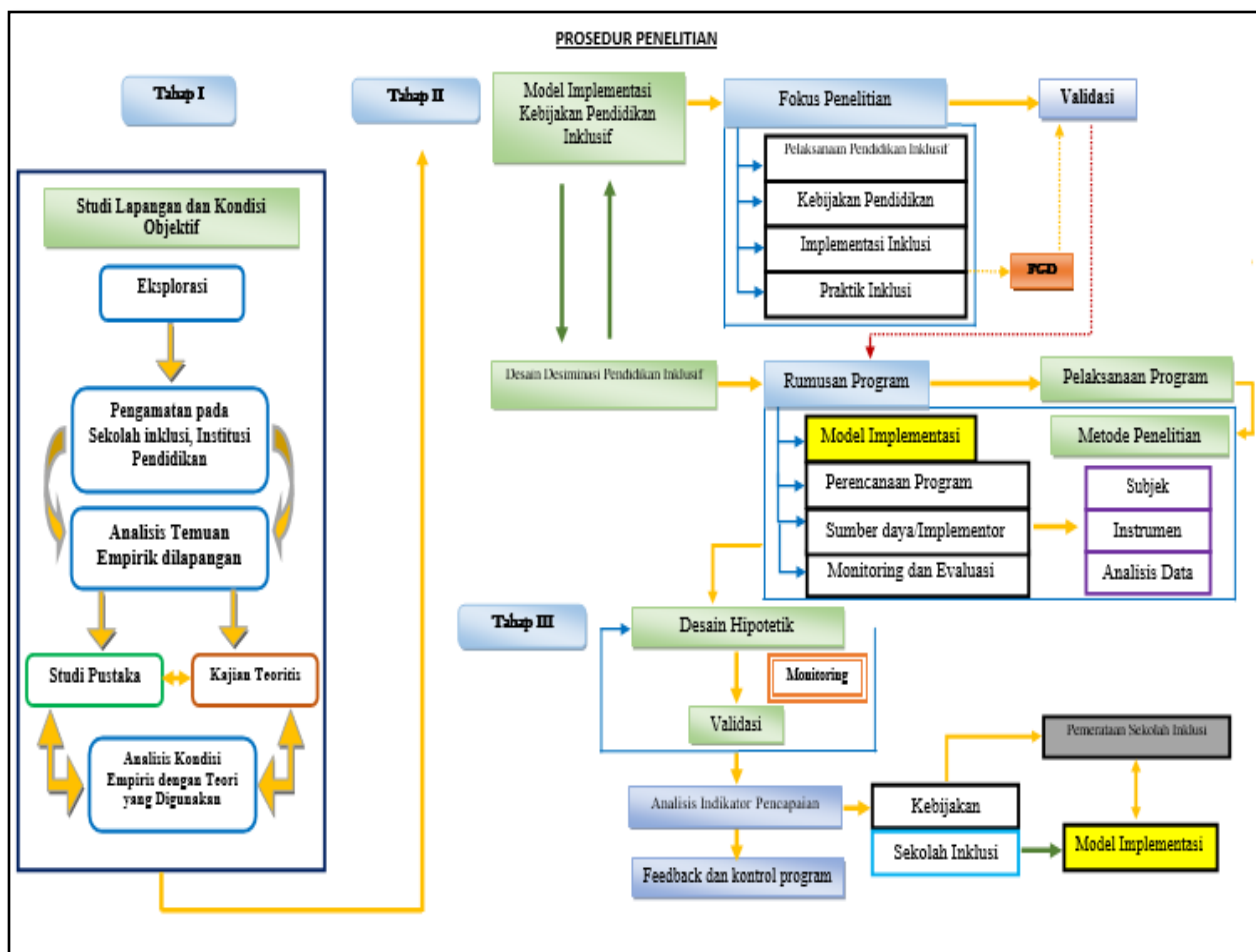 PROSEDUR PENELITIAN
Tahap I
Studi Lapangan dan Kondisi
Objektif
Eksplorasi
Pengamatan pada
Sekolah inklusi, Institusi
Pendidikan
Analisis Temuan
Empirik dilapangan
Studi Pustaka
Kajian Teoritis
Analisis Kondisi
Empiris dengan Teori
yang Digunakan
Tahap II
Model Implementasi
Kebijakan Pendidikan
Inklusif
Fokus Penelitian
Validasi
Pelaksanaan Pendidikan Inklusif
Kebijakan Pendidikan
Implementasi Inklusi
Praktik Inklusi
FGD
Desain Desiminasi Pendidikan Inklusif
Rumusan Program
Pelaksanaan Program
Model Implementasi
Perencanaan Program
Sumber daya/Implementor
Monitoring dan Evaluasi
Metode Penelitian
Subjek
Instrumen
Analisis Data
Tahap III
Desain Hipotetik
Monitoring
Validasi
Analisis Indikator Pencapaian
Feedback dan kontrol program
Kebijakan
Sekolah Inklusi
Pemerataan Sekolah Inklusi
Model Implementasi